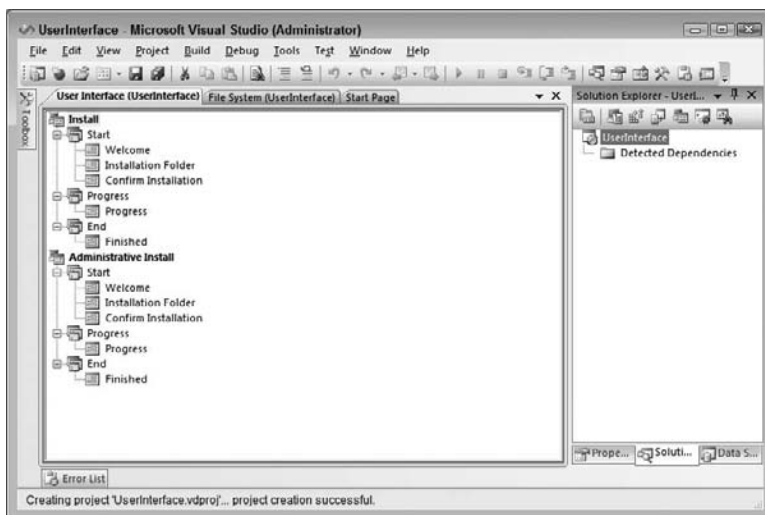 UserInterface - Microsoft Visual Studio (Administrator)
File Edit View Project Build Debug Tools Test Window Help
Toolbox
User Interface (UserInterface) File System (UserInterface) Start Page
Install
Start
Welcome
Installation Folder
Confirm Installation
Progress
Progress
End
Finished
Administrative Install
Start
Welcome
Installation Folder
Confirm Installation
Progress
Progress
End
Finished
Solution Explorer - UserI...
UserInterface
Detected Dependencies
Prope... Soluti... Data S...
Error List
Creating project 'UserInterface.vdproj'... project creation successful.